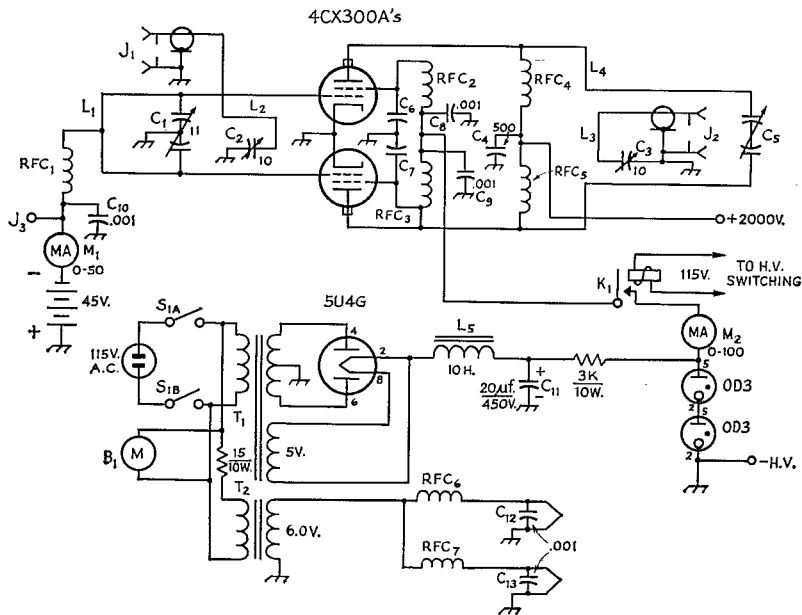 4CX300A's
J1
L1
C1
11
L2
C2
10
RFC1
J3
C10
.001
MA
M1
0-50
-
45V.
+
C6
C7
RFC2
.001
C8
C9
.001
RFC3
RFC4
C4
500
RFC5
L4
L3
C3
10
J2
C5
+2000V.
K1
115V.
TO H.V.
SWITCHING
MA
M2
0-100
5
OD3
2
5
OD3
2
-H.V.
S1A
115V.
A.C.
S1B
T1
B1
M
15
10W.
T2
5U4G
4
2
8
6
5V.
6.0V.
L5
10H.
20µf.
450V.
+
-
C11
3K
10W.
RFC6
C12
RFC7
C13
.001